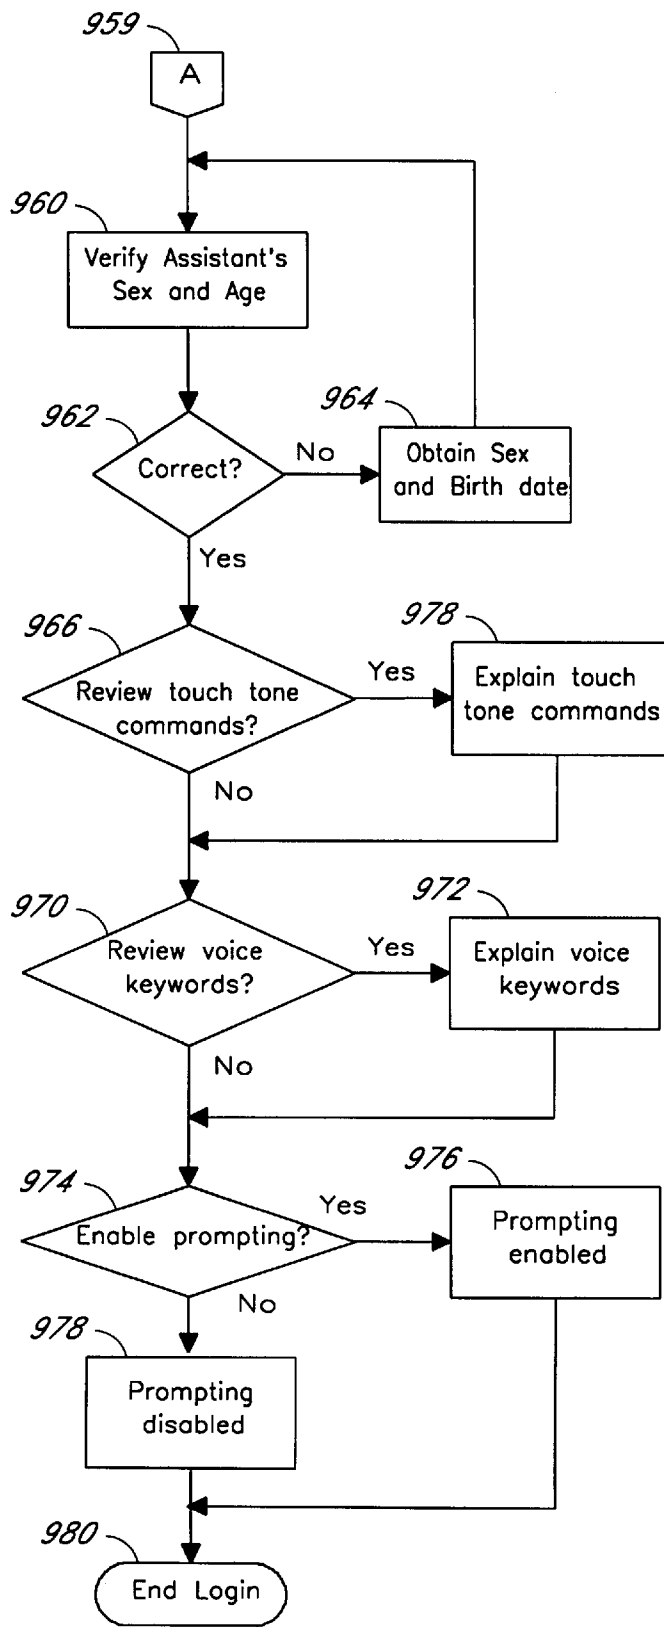 959
A
960
Verify Assistant's
Sex and Age
962
Correct?
No
964
Obtain Sex
and Birth date
Yes
966
Review touch tone
commands?
Yes
978
Explain touch
tone commands
No
970
Review voice
keywords?
Yes
972
Explain voice
keywords
No
974
Enable prompting?
Yes
976
Prompting
enabled
No
978
Prompting
disabled
980
End Login